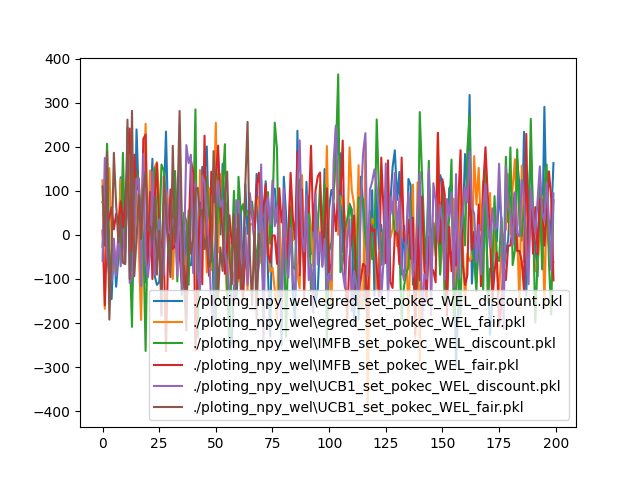 400
300
200
100
0
−100
−200
−300
−400
./ploting_npy_wel\egred_set_pokec_WEL_discount.pkl
./ploting_npy_wel\egred_set_pokec_WEL_fair.pkl
./ploting_npy_wel\IMFB_set_pokec_WEL_discount.pkl
./ploting_npy_wel\IMFB_set_pokec_WEL_fair.pkl
./ploting_npy_wel\UCB1_set_pokec_WEL_discount.pkl
./ploting_npy_wel\UCB1_set_pokec_WEL_fair.pkl
0 25 50 75 100 125 150 175 200